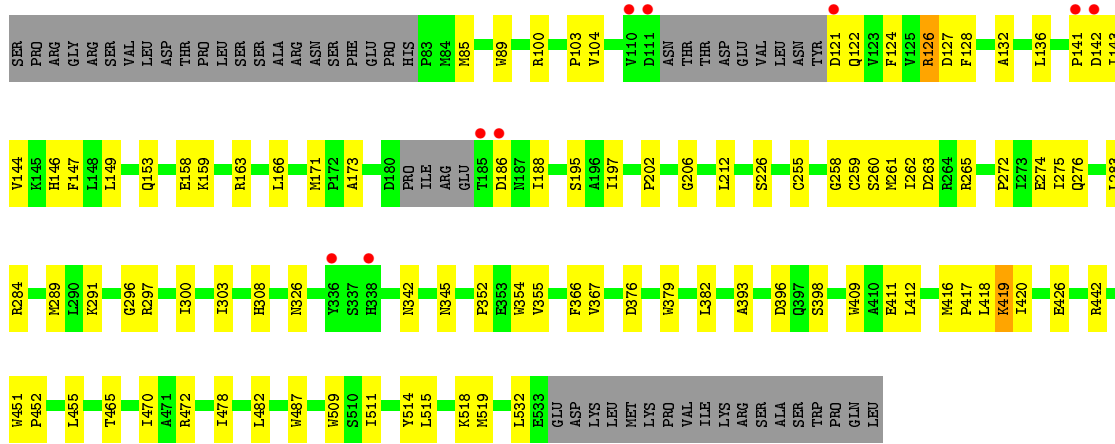 SER PRO ARG GLY ARG SER VAL LEU ASP THR PRO LEU SER SER ALA ARG ASN SER PHE GLU PRO HIS P83 M84 M85 W89 R100 P103 V104 V110 D111 ASN THR THR ASP GLU VAL LEU ASN TYR D121 Q122 V123 F124 V125 R126 D127 F128 A132 L136 P141 D142
V144 K145 H146 F147 L148 L149 Q153 E158 K159 R163 L166 M171 P172 A173 D180 PRO ILE ARG GLU T185 D186 N187 I188 S195 A196 I197 P202 G206 L212 S226 C255 G258 C259 S260 M261 I262 D263 R264 R265 P272 I273 E274 I275 Q276
R284 M289 L290 K291 G296 R297 I300 I303 H308 N326 Y336 S337 H338 N342 N345 P352 E353 W354 V355 F366 V367 D376 W379 L382 A393 D396 Q397 S398 W409 A410 E411 L412 M416 P417 L418 K419 I420 E426 R442
W451 P452 L455 T465 I470 A471 R472 I478 L482 W487 W509 S510 I511 Y514 L515 K518 M519 L532 E533 GLU ASP LYS LEU MET LYS PRO VAL ILE LYS ARG SER ALA SER TRP PRO GLN LEU